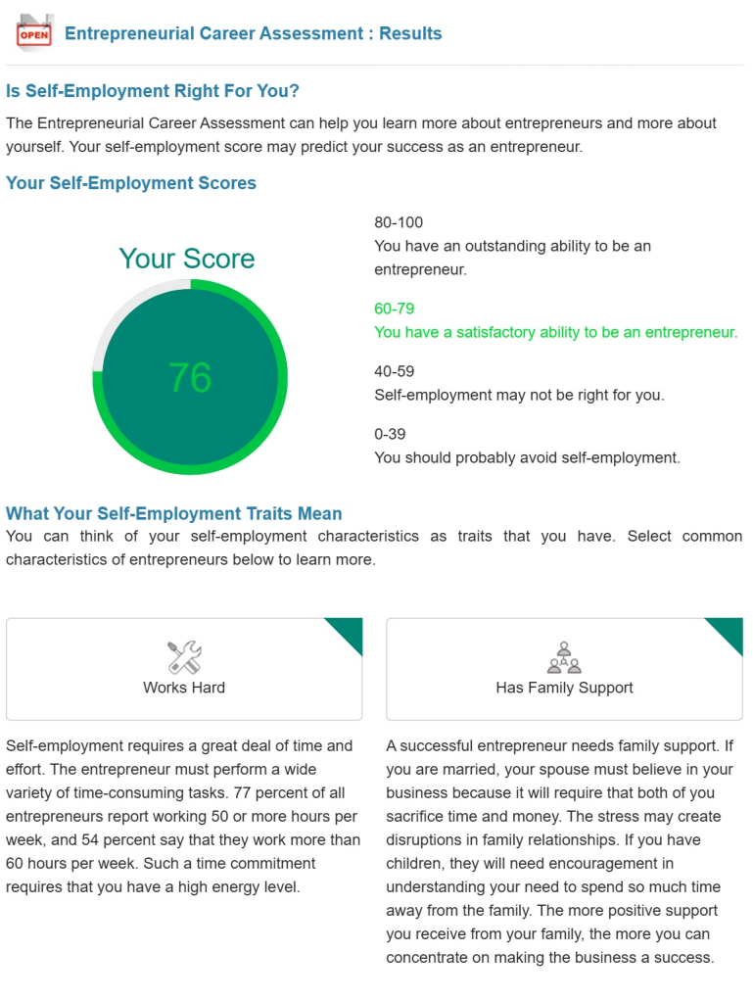 OPEN
Entrepreneurial Career Assessment : Results
Is Self-Employment Right For You?
The Entrepreneurial Career Assessment can help you learn more about entrepreneurs and more about
yourself. Your self-employment score may predict your success as an entrepreneur.
Your Self-Employment Scores
Your Score
76
80-100
You have an outstanding ability to be an
entrepreneur.
60-79
You have a satisfactory ability to be an entrepreneur.
40-59
Self-employment may not be right for you.
0-39
You should probably avoid self-employment.
What Your Self-Employment Traits Mean
You can think of your self-employment characteristics as traits that you have. Select common
characteristics of entrepreneurs below to learn more.
Works Hard
Self-employment requires a great deal of time and
effort. The entrepreneur must perform a wide
variety of time-consuming tasks. 77 percent of all
entrepreneurs report working 50 or more hours per
week, and 54 percent say that they work more than
60 hours per week. Such a time commitment
requires that you have a high energy level.
Has Family Support
A successful entrepreneur needs family support. If
you are married, your spouse must believe in your
business because it will require that both of you
sacrifice time and money. The stress may create
disruptions in family relationships. If you have
children, they will need encouragement in
understanding your need to spend so much time
away from the family. The more positive support
you receive from your family, the more you can
concentrate on making the business a success.